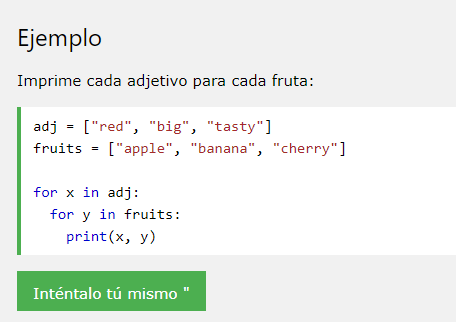 Ejemplo
Imprime cada adjetivo para cada fruta:
adj = ["red", "big", "tasty"]
fruits = ["apple", "banana", "cherry"]
for x in adj:
  for y in fruits:
    print(x, y)
Inténtalo tú mismo "